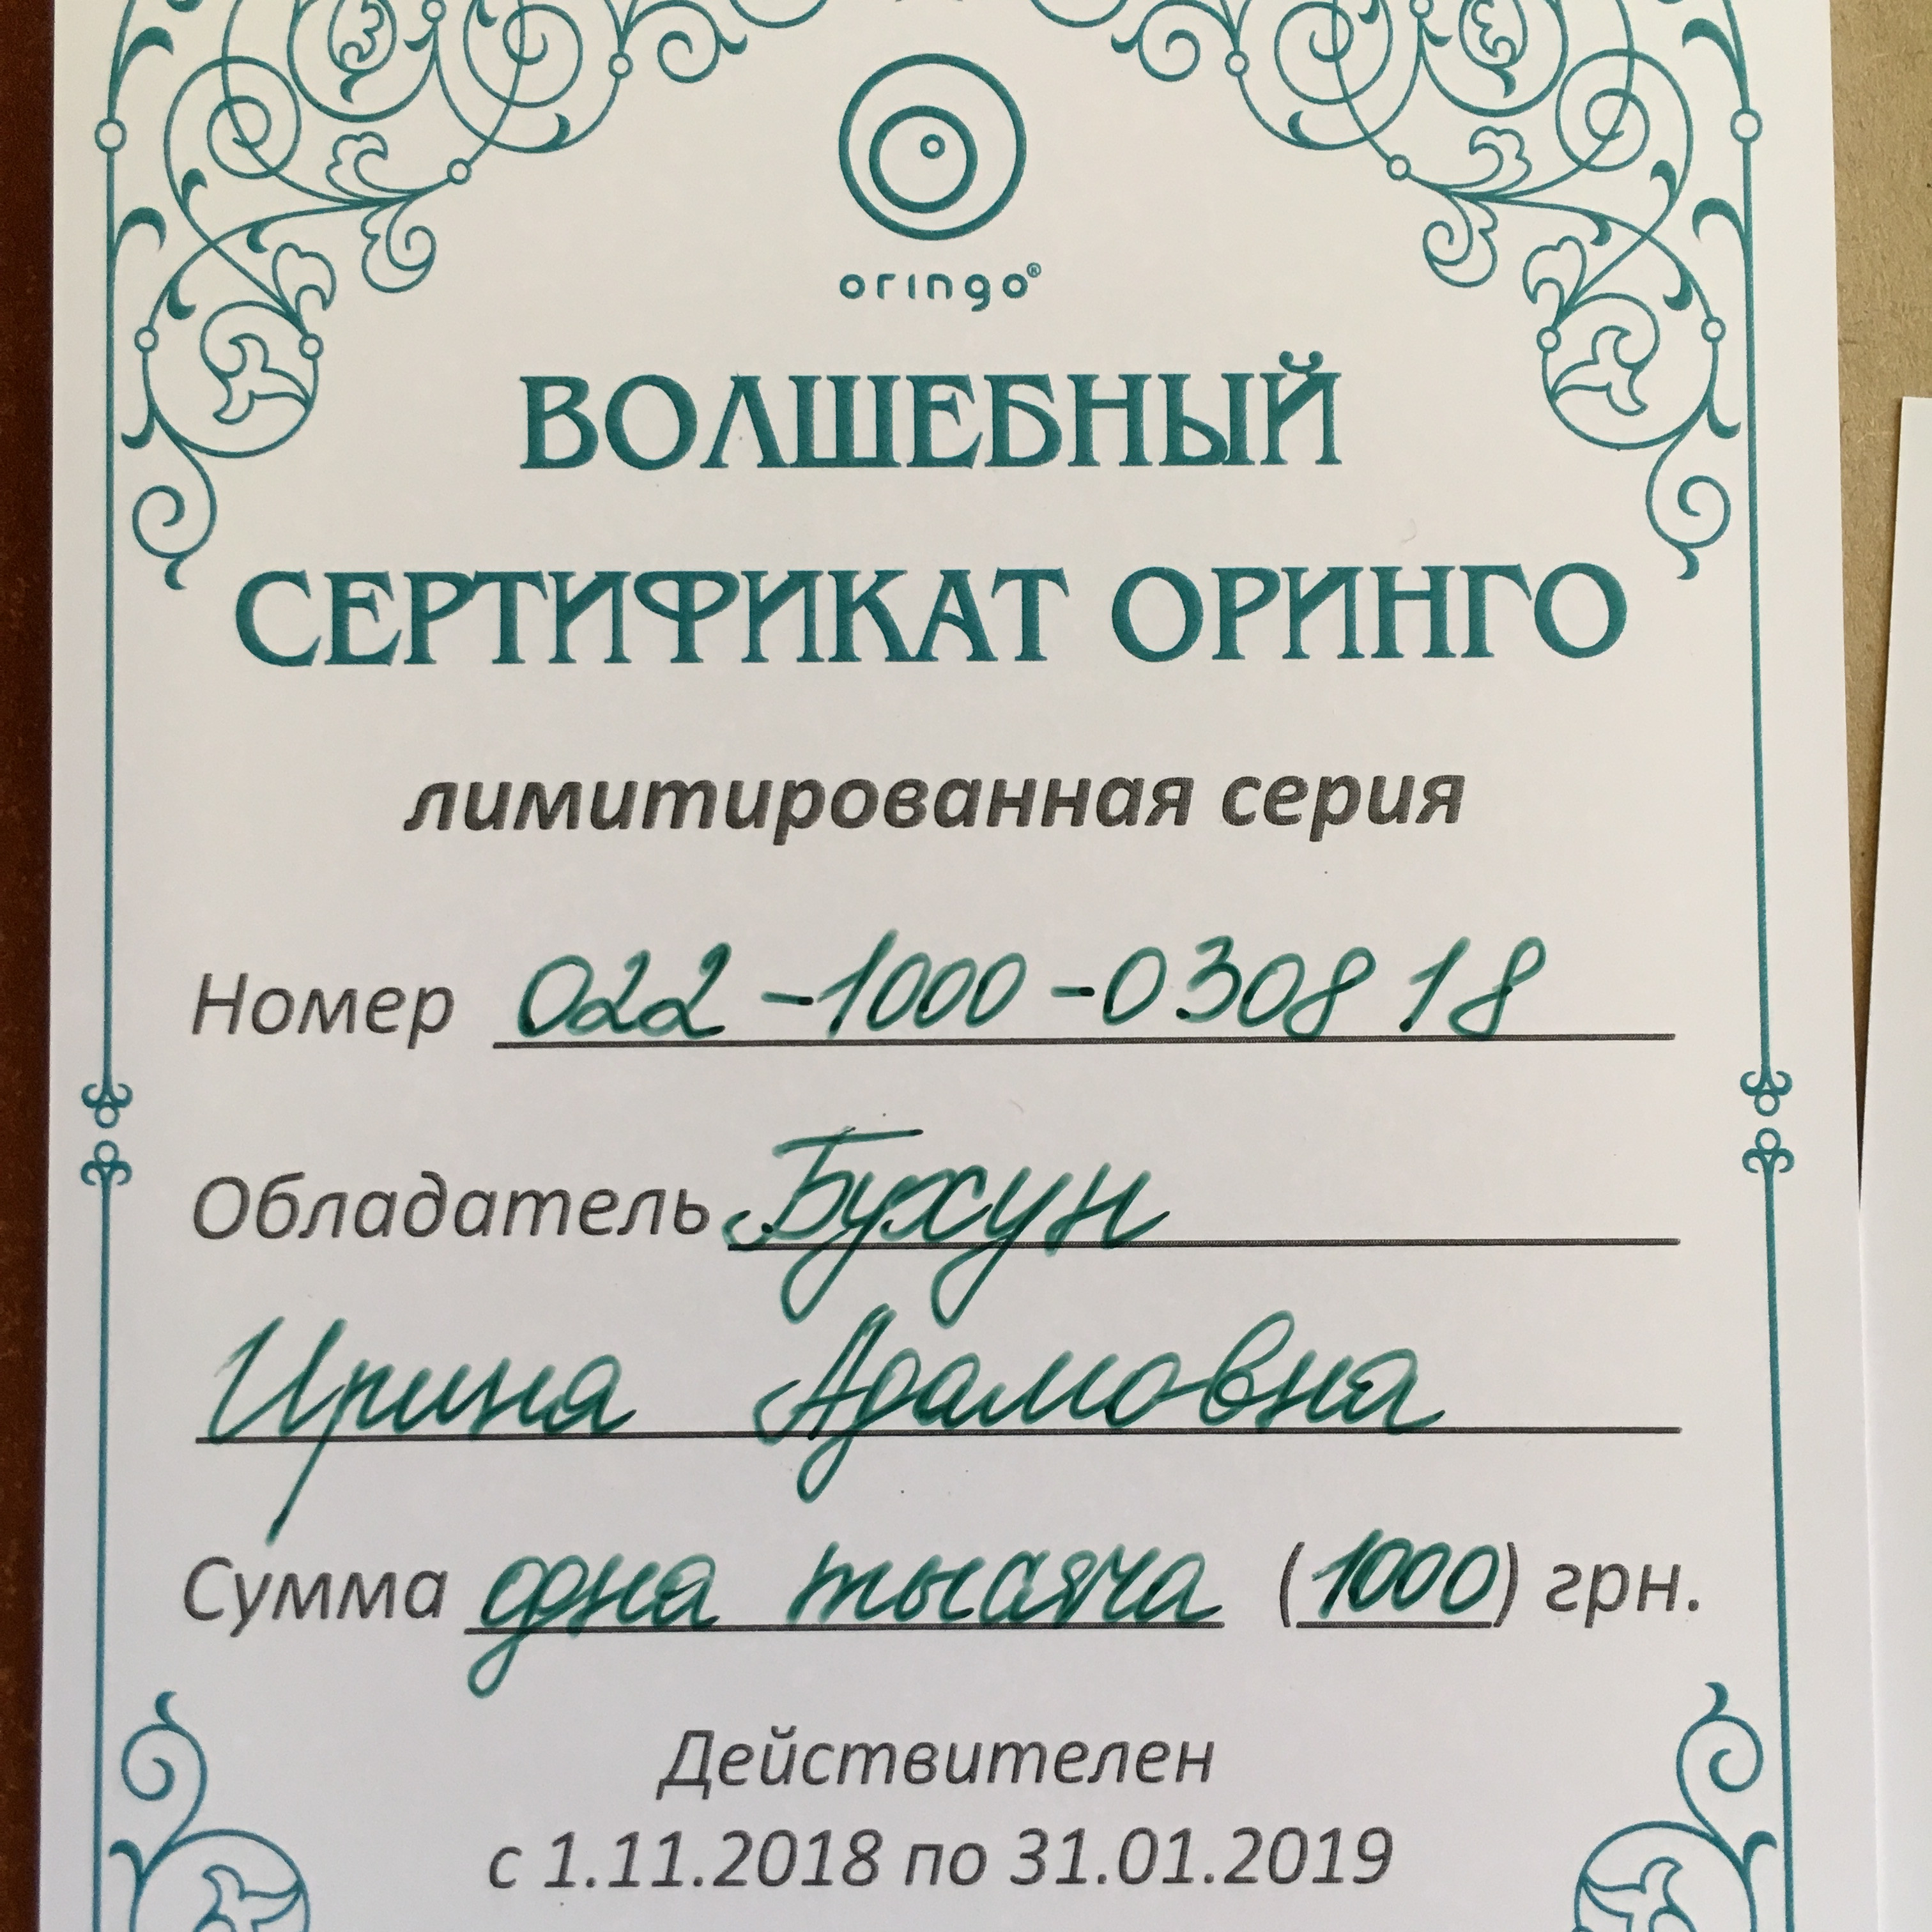 oringo®
ВОЛШЕБНЫЙ
СЕРТИФИКАТ ОРИНГО
лимитированная серия
Номер 022-1000-030818
Обладатель Бухун
Ирина Адамовна
Сумма одна тысяча (1000) грн.
Действителен
с 1.11.2018 по 31.01.2019